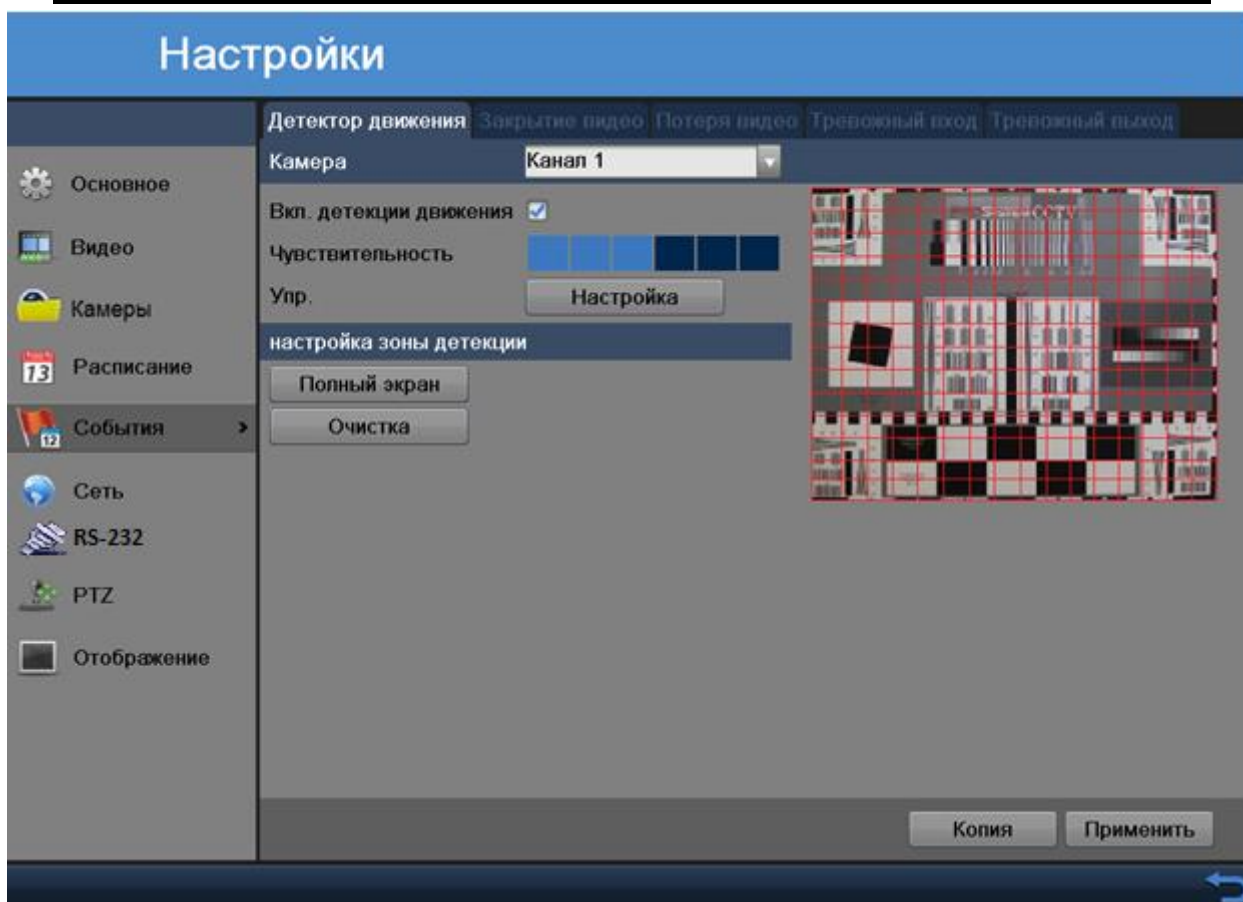 Настройки
Детектор движения Закрытие видео Потеря видео Тревожный вход Тревожный выход
Камера Канал 1
Основное
Вкл. детекции движения
Видео
Чувствительность
Камеры
Упр. Настройка
настройка зоны детекции
Расписание
13
Полный экран
События
12
Очистка
Сеть
RS-232
PTZ
Отображение
Копия Применить